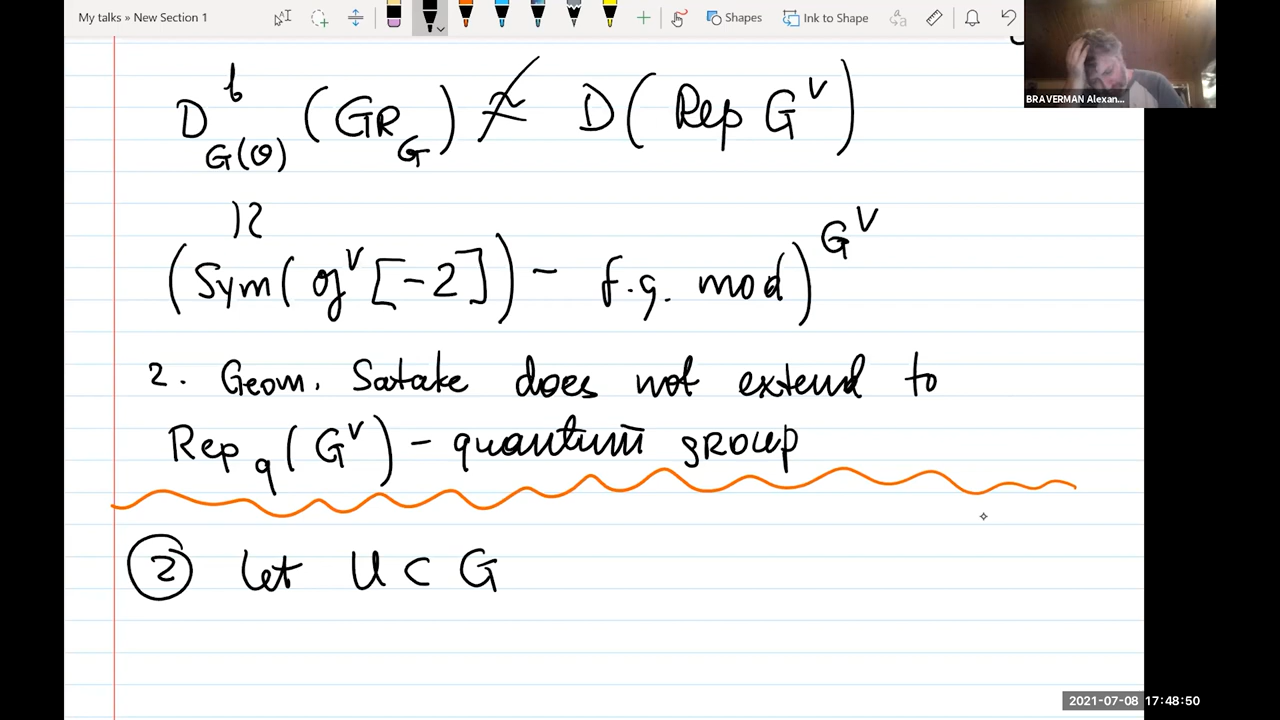 My talks » New Section 1
Shapes
Ink to Shape
BRAVERMAN Alexan...
D^b_{G(O)} (GR_G) ≄ D(Rep G^∨)
(Sym(𝔤^∨[-2]) - f.g. mod)^{G^∨}
2. Geom. Satake does not extend to
Rep_q (G^∨) - quantum group
② Let U ⊂ G
2021-07-08 17:48:50